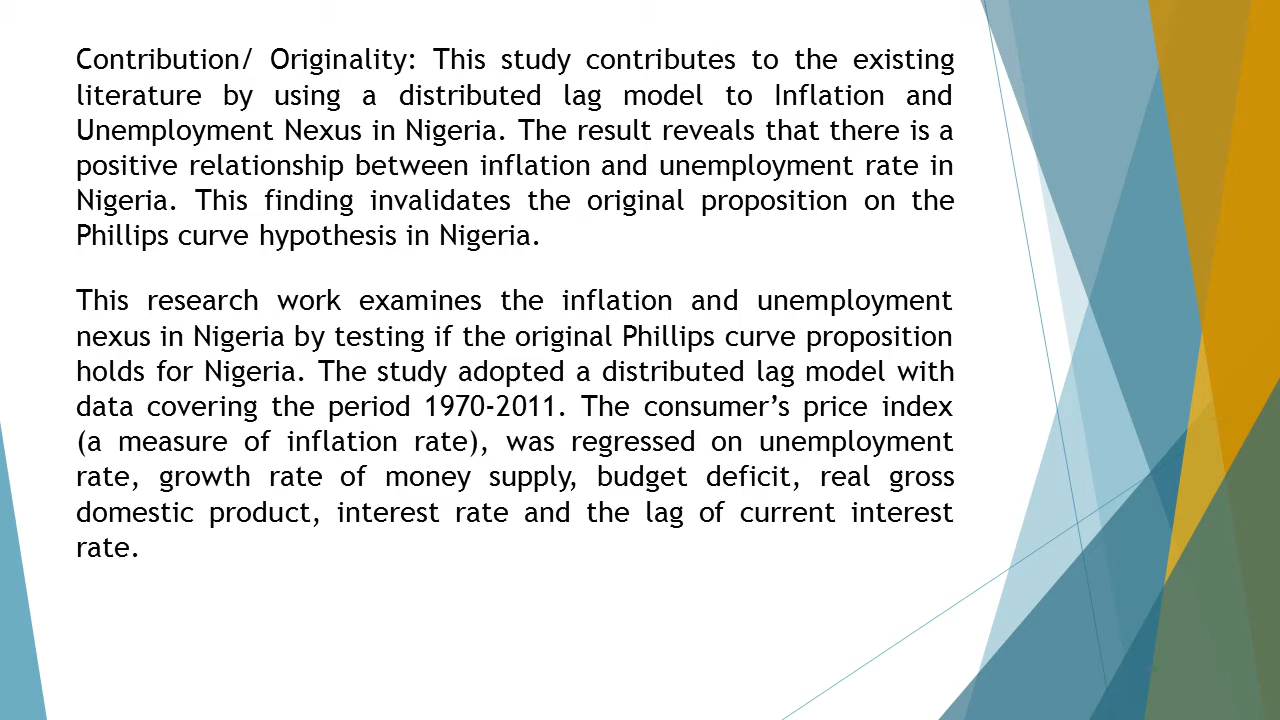 Contribution/ Originality: This study contributes to the existing
literature by using a distributed lag model to Inflation and
Unemployment Nexus in Nigeria. The result reveals that there is a
positive relationship between inflation and unemployment rate in
Nigeria. This finding invalidates the original proposition on the
Phillips curve hypothesis in Nigeria.
This research work examines the inflation and unemployment
nexus in Nigeria by testing if the original Phillips curve proposition
holds for Nigeria. The study adopted a distributed lag model with
data covering the period 1970-2011. The consumer’s price index
(a measure of inflation rate), was regressed on unemployment
rate, growth rate of money supply, budget deficit, real gross
domestic product, interest rate and the lag of current interest
rate.